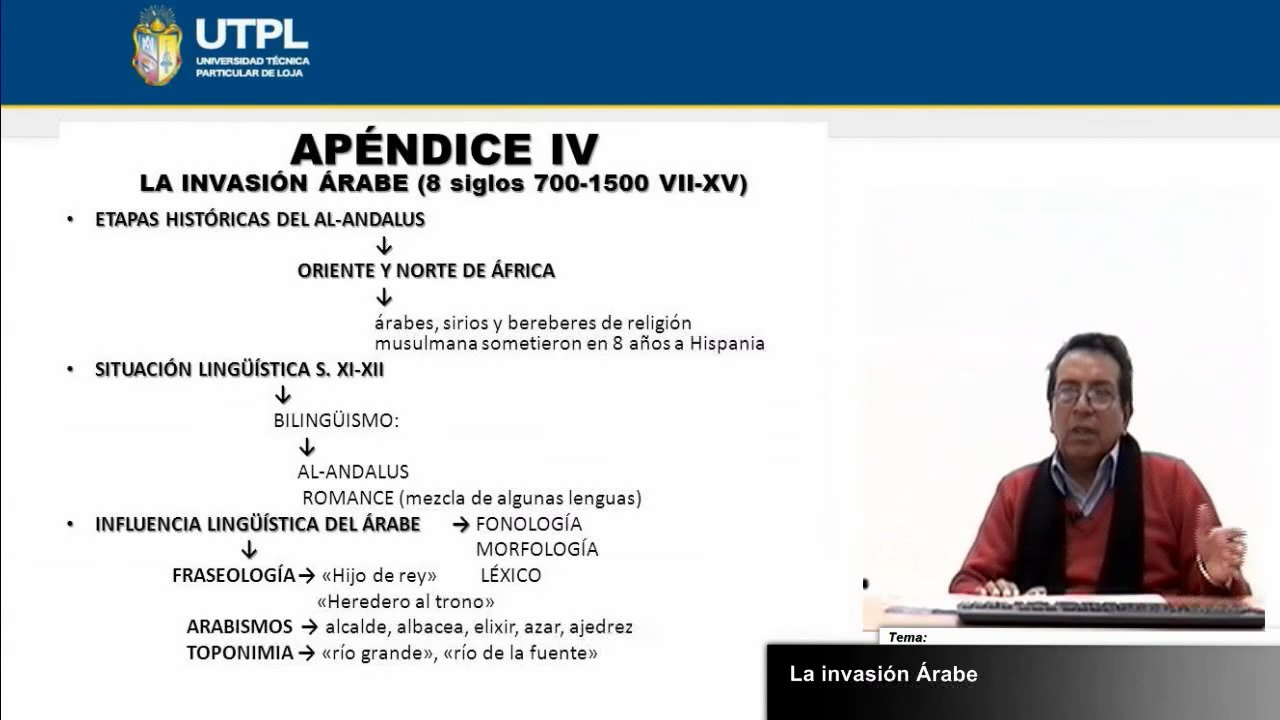 UTPL
UNIVERSIDAD TÉCNICA
PARTICULAR DE LOJA
APÉNDICE IV
LA INVASIÓN ÁRABE (8 siglos 700-1500 VII-XV)
• ETAPAS HISTÓRICAS DEL AL-ANDALUS
↓
ORIENTE Y NORTE DE ÁFRICA
↓
árabes, sirios y bereberes de religión
musulmana sometieron en 8 años a Hispania
• SITUACIÓN LINGÜÍSTICA S. XI-XII
↓
BILINGÜISMO:
↓
AL-ANDALUS
ROMANCE (mezcla de algunas lenguas)
• INFLUENCIA LINGÜÍSTICA DEL ÁRABE → FONOLOGÍA
↓ MORFOLOGÍA
FRASEOLOGÍA → «Hijo de rey» LÉXICO
«Heredero al trono»
ARABISMOS → alcalde, albacea, elixir, azar, ajedrez
TOPONIMIA → «río grande», «río de la fuente»
Tema:
La invasión Árabe